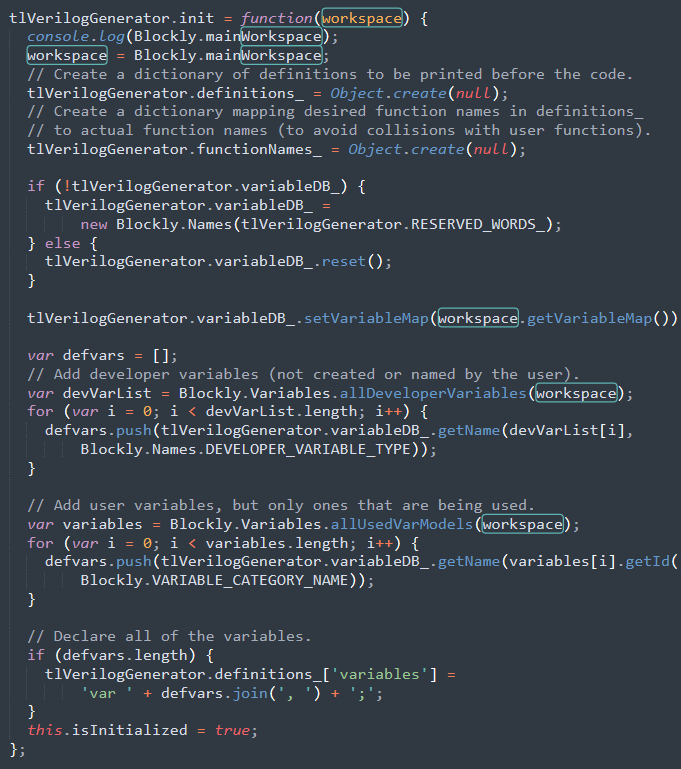 tlVerilogGenerator.init = function(workspace) {
  console.log(Blockly.mainWorkspace);
  workspace = Blockly.mainWorkspace;
  // Create a dictionary of definitions to be printed before the code.
  tlVerilogGenerator.definitions_ = Object.create(null);
  // Create a dictionary mapping desired function names in definitions_
  // to actual function names (to avoid collisions with user functions).
  tlVerilogGenerator.functionNames_ = Object.create(null);

  if (!tlVerilogGenerator.variableDB_) {
    tlVerilogGenerator.variableDB_ =
        new Blockly.Names(tlVerilogGenerator.RESERVED_WORDS_);
  } else {
    tlVerilogGenerator.variableDB_.reset();
  }

  tlVerilogGenerator.variableDB_.setVariableMap(workspace.getVariableMap())

  var defvars = [];
  // Add developer variables (not created or named by the user).
  var devVarList = Blockly.Variables.allDeveloperVariables(workspace);
  for (var i = 0; i < devVarList.length; i++) {
    defvars.push(tlVerilogGenerator.variableDB_.getName(devVarList[i],
        Blockly.Names.DEVELOPER_VARIABLE_TYPE));
  }

  // Add user variables, but only ones that are being used.
  var variables = Blockly.Variables.allUsedVarModels(workspace);
  for (var i = 0; i < variables.length; i++) {
    defvars.push(tlVerilogGenerator.variableDB_.getName(variables[i].getId(
        Blockly.VARIABLE_CATEGORY_NAME));
  }

  // Declare all of the variables.
  if (defvars.length) {
    tlVerilogGenerator.definitions_['variables'] =
        'var ' + defvars.join(', ') + ';';
  }
  this.isInitialized = true;
};